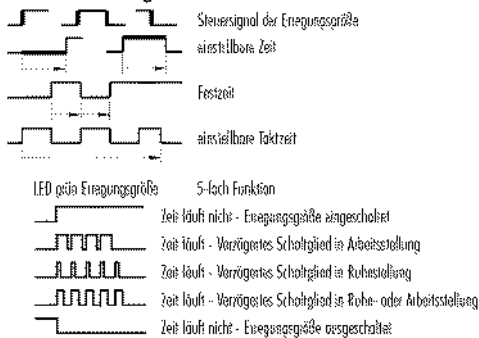 Steuersignal der Erregungsgröße
einstellbare Zeit
Festzeit
einstellbare Taktzeit
LED grün Erregungsgröße 5-fach Funktion
Zeit läuft nicht - Erregungsgröße eingeschaltet
Zeit läuft - Verzögertes Schaltglied in Arbeitsstellung
Zeit läuft - Verzögertes Schaltglied in Ruhestellung
Zeit läuft - Verzögertes Schaltglied in Ruhe- oder Arbeitsstellung
Zeit läuft nicht - Erregungsgröße ausgeschaltet